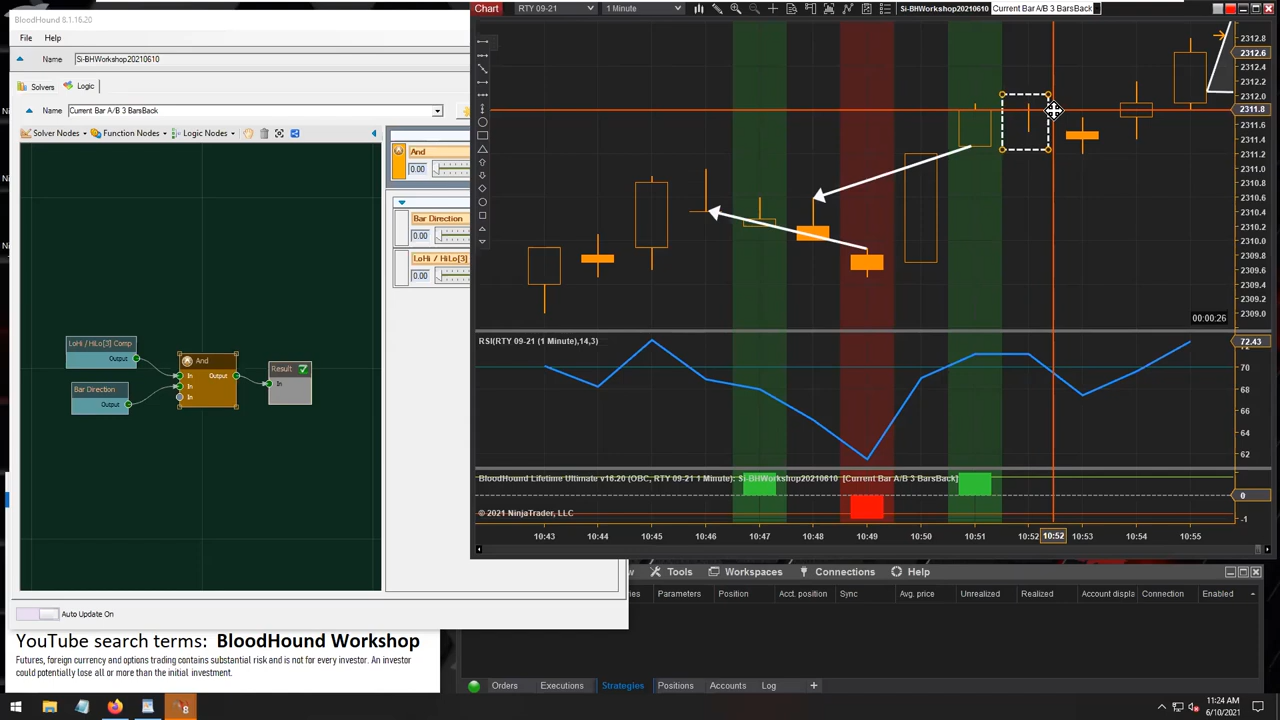 BloodHound 8.1.16.20
File Help
Name Si-BHWorkshop20210610
Solvers Logic
Name Current Bar A/B 3 BarsBack
Solver Nodes Function Nodes Logic Nodes
And
0.00
Bar Direction
0.00
LoHi / HiLo[3]
0.00
LoHi / HiLo[3] Comp
Output
Bar Direction
Output
And
In Output
In
In
Result
In
Auto Update On
YouTube search terms: BloodHound Workshop
Futures, foreign currency and options trading contains substantial risk and is not for every investor. An investor
could potentially lose all or more than the initial investment.
Chart RTY 09-21 1 Minute Si-BHWorkshop20210610 Current Bar A/B 3 BarsBack
2312.8
2312.6
2312.4
2312.2
2312.0
2311.8
2311.6
2311.4
2311.2
2311.0
2310.8
2310.6
2310.4
2310.2
2310.0
2309.8
2309.6
2309.4
2309.2
2309.0
00:00:26
RSI(RTY 09-21 (1 Minute),14,3)
72.43
70
68
66
64
62
BloodHound Lifetime Ultimate v16.20 (OBC, RTY 09-21 1 Minute): Si-BHWorkshop20210610 [Current Bar A/B 3 BarsBack]
0
-1
© 2021 NinjaTrader, LLC
10:43 10:44 10:45 10:46 10:47 10:48 10:49 10:50 10:51 10:52 10:52 10:53 10:54 10:55
w Tools Workspaces Connections Help
ies Parameters Position Acct. position Sync Avg. price Unrealized Realized Account displa Connection Enabled
Orders Executions Strategies Positions Accounts Log +
8
11:24 AM
6/10/2021